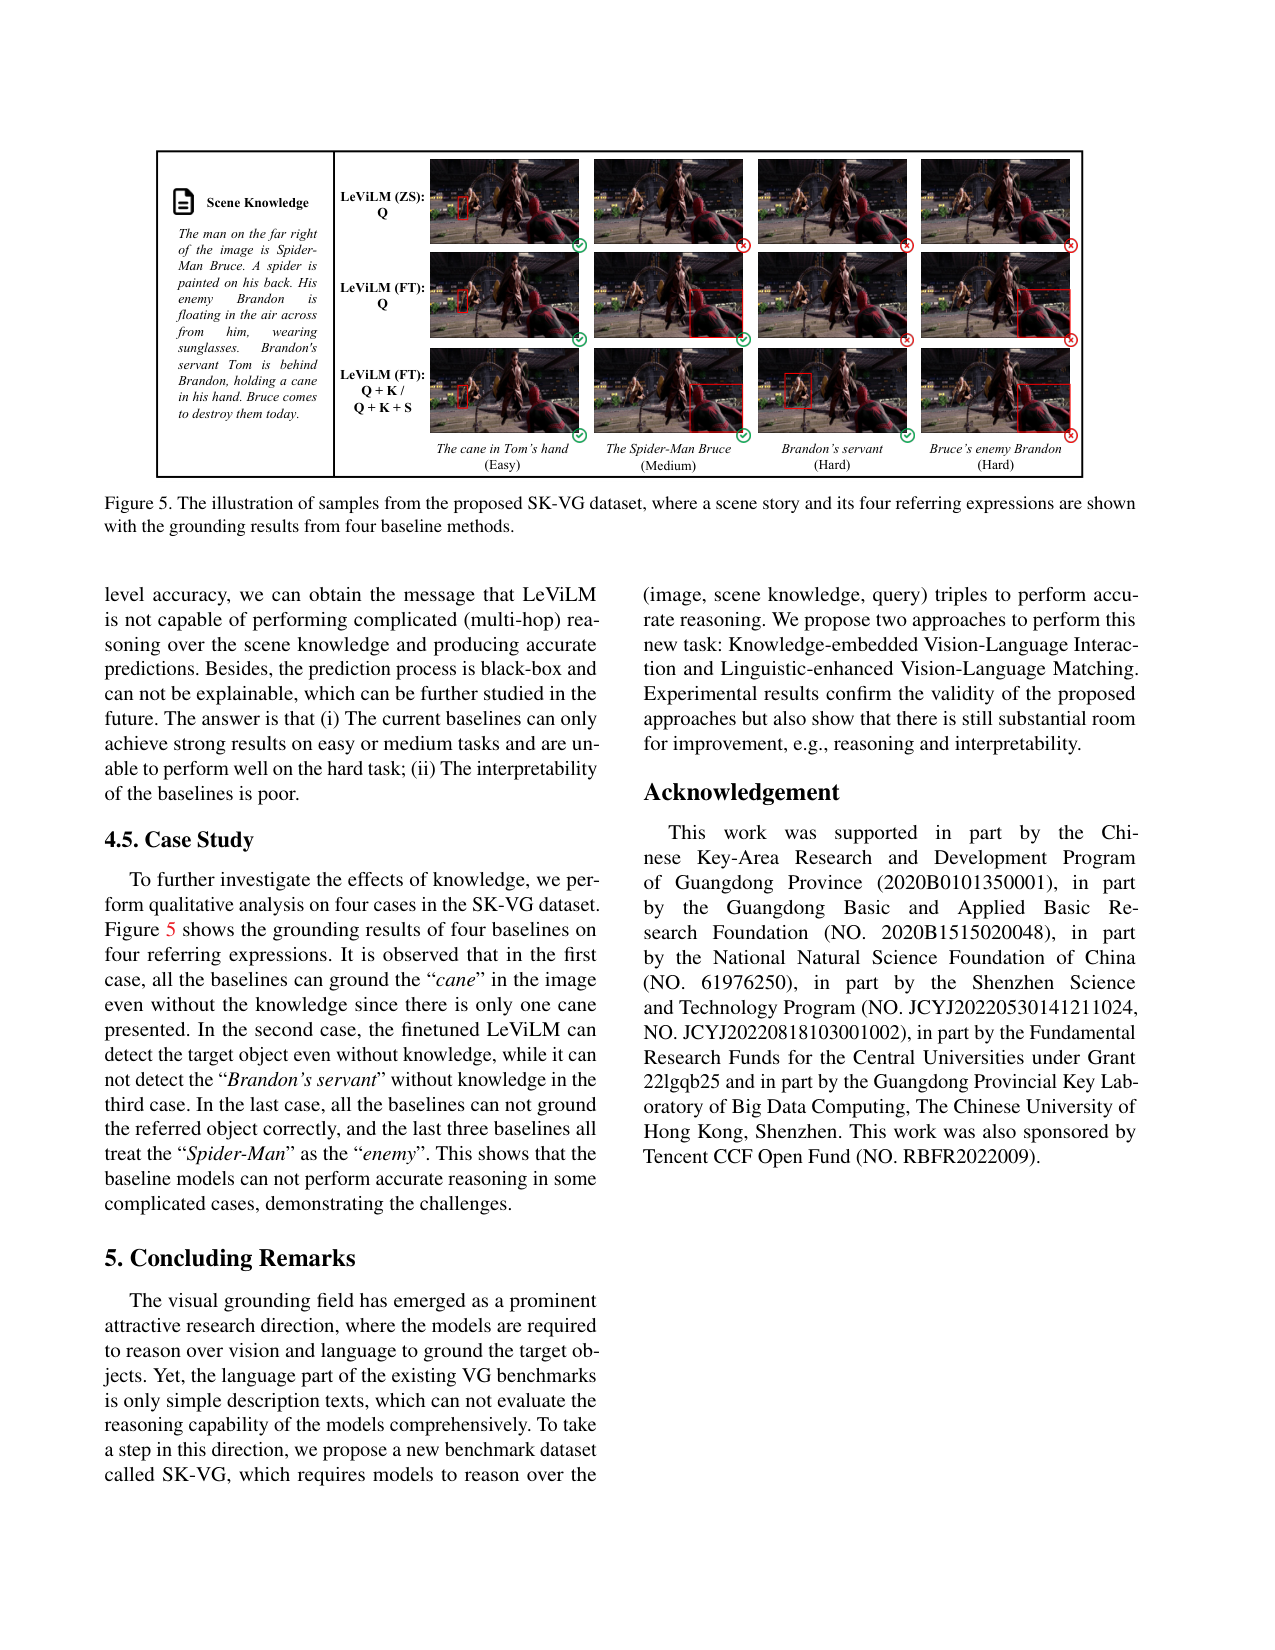 Scene Knowledge
The man on the far right
of the image is Spider-
Man Bruce. A spider is
painted on his back. His
enemy Brandon is
floating in the air across
from him, wearing
sunglasses. Brandon's
servant Tom is behind
Brandon, holding a cane
in his hand. Bruce comes
to destroy them today.
LeViLM (ZS):
Q
LeViLM (FT):
Q
LeViLM (FT):
Q + K /
Q + K + S
The cane in Tom's hand
(Easy)
The Spider-Man Bruce
(Medium)
Brandon's servant
(Hard)
Bruce's enemy Brandon
(Hard)
Figure 5. The illustration of samples from the proposed SK-VG dataset, where a scene story and its four referring expressions are shown
with the grounding results from four baseline methods.
level accuracy, we can obtain the message that LeViLM
is not capable of performing complicated (multi-hop) rea-
soning over the scene knowledge and producing accurate
predictions. Besides, the prediction process is black-box and
can not be explainable, which can be further studied in the
future. The answer is that (i) The current baselines can only
achieve strong results on easy or medium tasks and are un-
able to perform well on the hard task; (ii) The interpretability
of the baselines is poor.
4.5. Case Study
To further investigate the effects of knowledge, we per-
form qualitative analysis on four cases in the SK-VG dataset.
Figure 5 shows the grounding results of four baselines on
four referring expressions. It is observed that in the first
case, all the baselines can ground the “cane” in the image
even without the knowledge since there is only one cane
presented. In the second case, the finetuned LeViLM can
detect the target object even without knowledge, while it can
not detect the “Brandon's servant” without knowledge in the
third case. In the last case, all the baselines can not ground
the referred object correctly, and the last three baselines all
treat the “Spider-Man” as the “enemy”. This shows that the
baseline models can not perform accurate reasoning in some
complicated cases, demonstrating the challenges.
5. Concluding Remarks
The visual grounding field has emerged as a prominent
attractive research direction, where the models are required
to reason over vision and language to ground the target ob-
jects. Yet, the language part of the existing VG benchmarks
is only simple description texts, which can not evaluate the
reasoning capability of the models comprehensively. To take
a step in this direction, we propose a new benchmark dataset
called SK-VG, which requires models to reason over the
(image, scene knowledge, query) triples to perform accu-
rate reasoning. We propose two approaches to perform this
new task: Knowledge-embedded Vision-Language Interac-
tion and Linguistic-enhanced Vision-Language Matching.
Experimental results confirm the validity of the proposed
approaches but also show that there is still substantial room
for improvement, e.g., reasoning and interpretability.
Acknowledgement
This work was supported in part by the Chi-
nese Key-Area Research and Development Program
of Guangdong Province (2020B0101350001), in part
by the Guangdong Basic and Applied Basic Re-
search Foundation (NO. 2020B1515020048), in part
by the National Natural Science Foundation of China
(NO. 61976250), in part by the Shenzhen Science
and Technology Program (NO. JCYJ20220530141211024,
NO. JCYJ20220818103001002), in part by the Fundamental
Research Funds for the Central Universities under Grant
22lgqb25 and in part by the Guangdong Provincial Key Lab-
oratory of Big Data Computing, The Chinese University of
Hong Kong, Shenzhen. This work was also sponsored by
Tencent CCF Open Fund (NO. RBFR2022009).